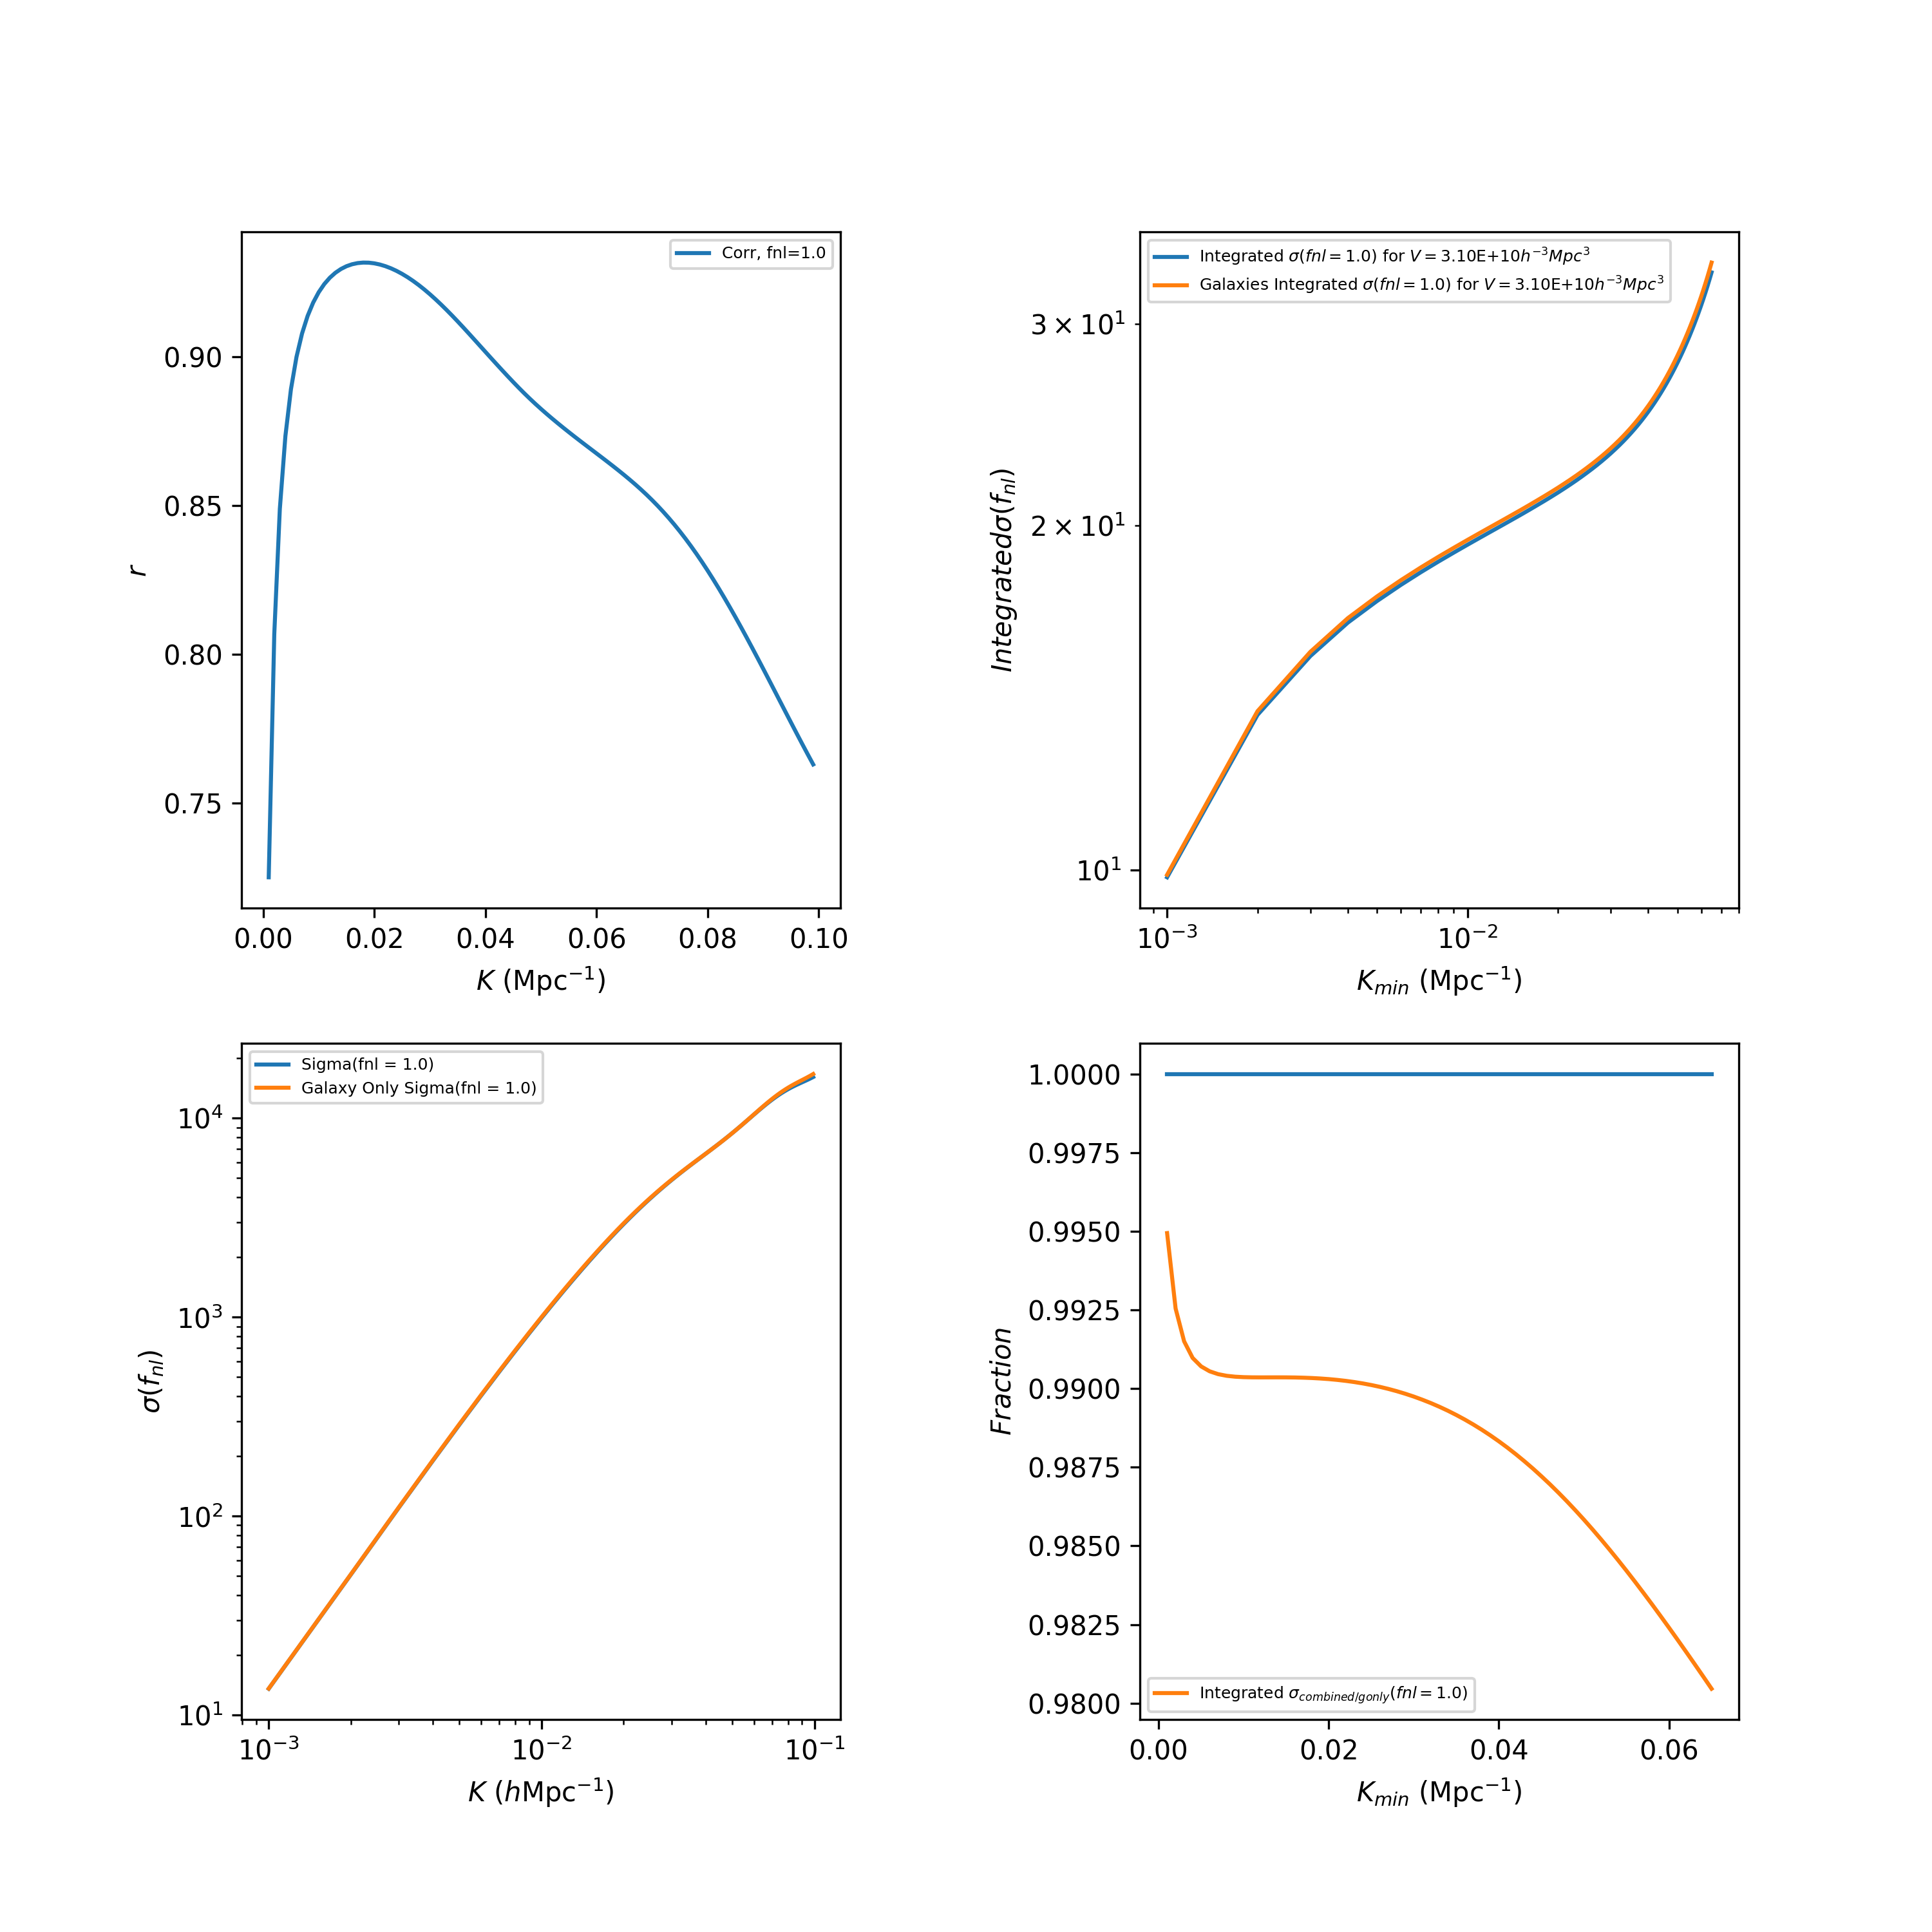 Corr, fnl=1.0
0.90
0.85
0.80
0.75
r
0.00 0.02 0.04 0.06 0.08 0.10
K (Mpc⁻¹)
Integrated σ(fnl = 1.0) for V = 3.10E+10h⁻³Mpc³
Galaxies Integrated σ(fnl = 1.0) for V = 3.10E+10h⁻³Mpc³
3 × 10¹
2 × 10¹
10¹
Integratedσ(f_nl)
10⁻³ 10⁻²
K_min (Mpc⁻¹)
Sigma(fnl = 1.0)
Galaxy Only Sigma(fnl = 1.0)
10⁴
10³
10²
10¹
σ(f_nl)
10⁻³ 10⁻² 10⁻¹
K (hMpc⁻¹)
1.0000
0.9975
0.9950
0.9925
0.9900
0.9875
0.9850
0.9825
0.9800
Fraction
Integrated σ_combined/gonly(fnl = 1.0)
0.00 0.02 0.04 0.06
K_min (Mpc⁻¹)